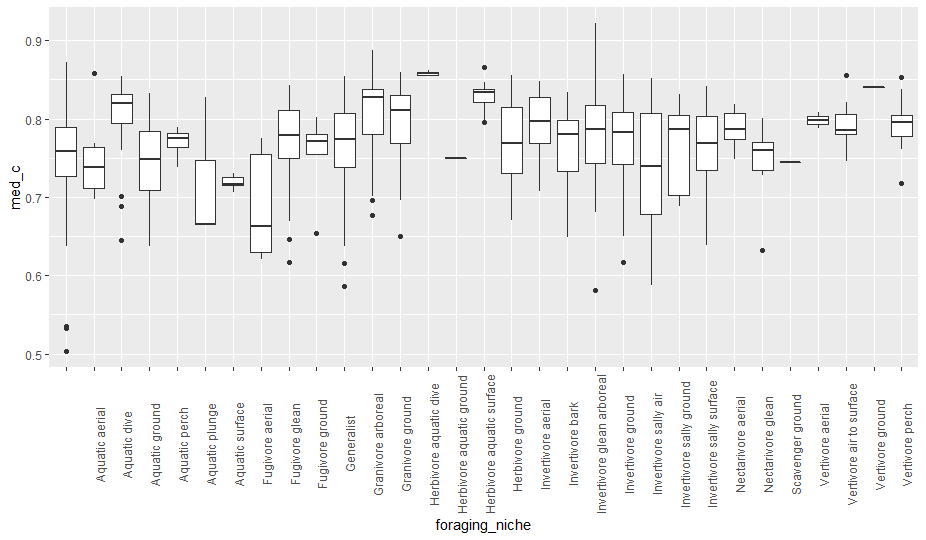 0.9
0.8
0.7
0.6
0.5
med_c
Aquatic aerial
Aquatic dive
Aquatic ground
Aquatic perch
Aquatic plunge
Aquatic surface
Fugivore aerial
Fugivore glean
Fugivore ground
Generalist
Granivore arboreal
Granivore ground
Herbivore aquatic dive
Herbivore aquatic ground
Herbivore aquatic surface
Herbivore ground
Invertivore aerial
Invertivore bark
Invertivore glean arboreal
Invertivore ground
Invertivore sally air
Invertivore sally ground
Invertivore sally surface
Nectarivore aerial
Nectarivore glean
Scavenger ground
Vertivore aerial
Vertivore air to surface
Vertivore ground
Vertivore perch
foraging_niche